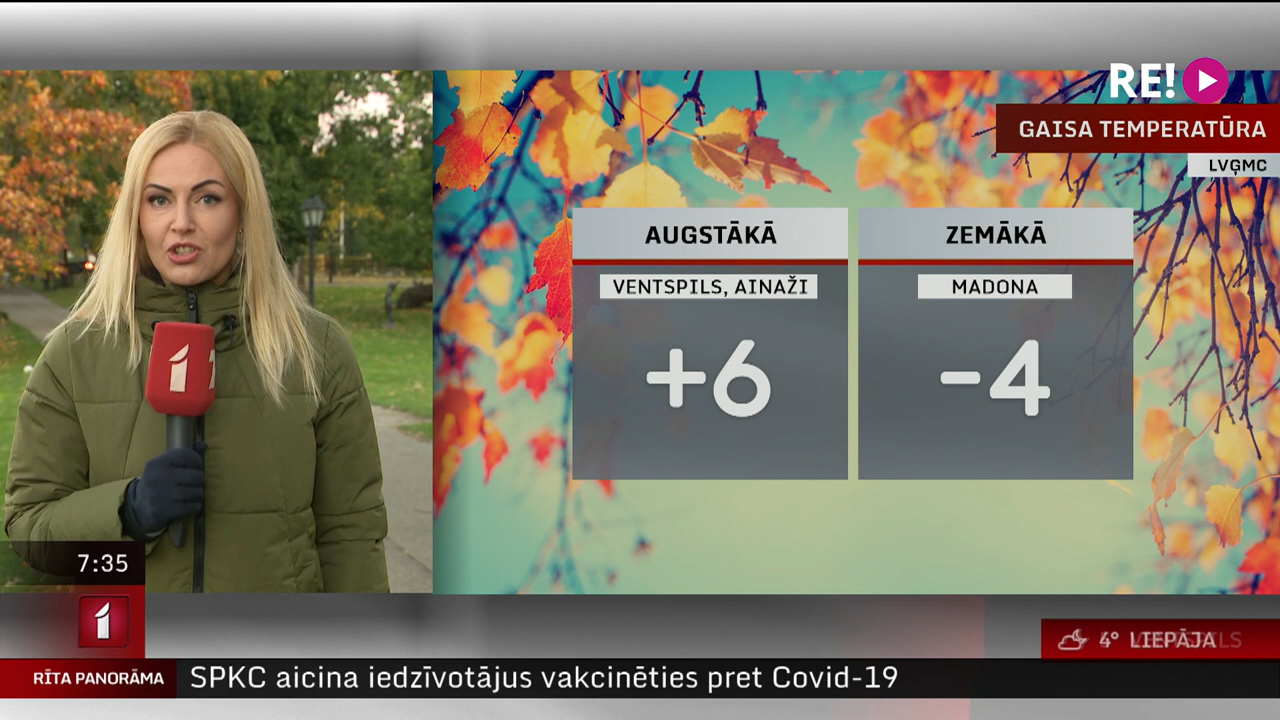 RE!
GAISA TEMPERATŪRA
LVĢMC
AUGSTĀKĀ
VENTSPILS, AINAŽI
+6
ZEMĀKĀ
MADONA
-4
1
7:35
1
4° LIEPĀJA
RĪTA PANORĀMA
SPKC aicina iedzīvotājus vakcinēties pret Covid-19